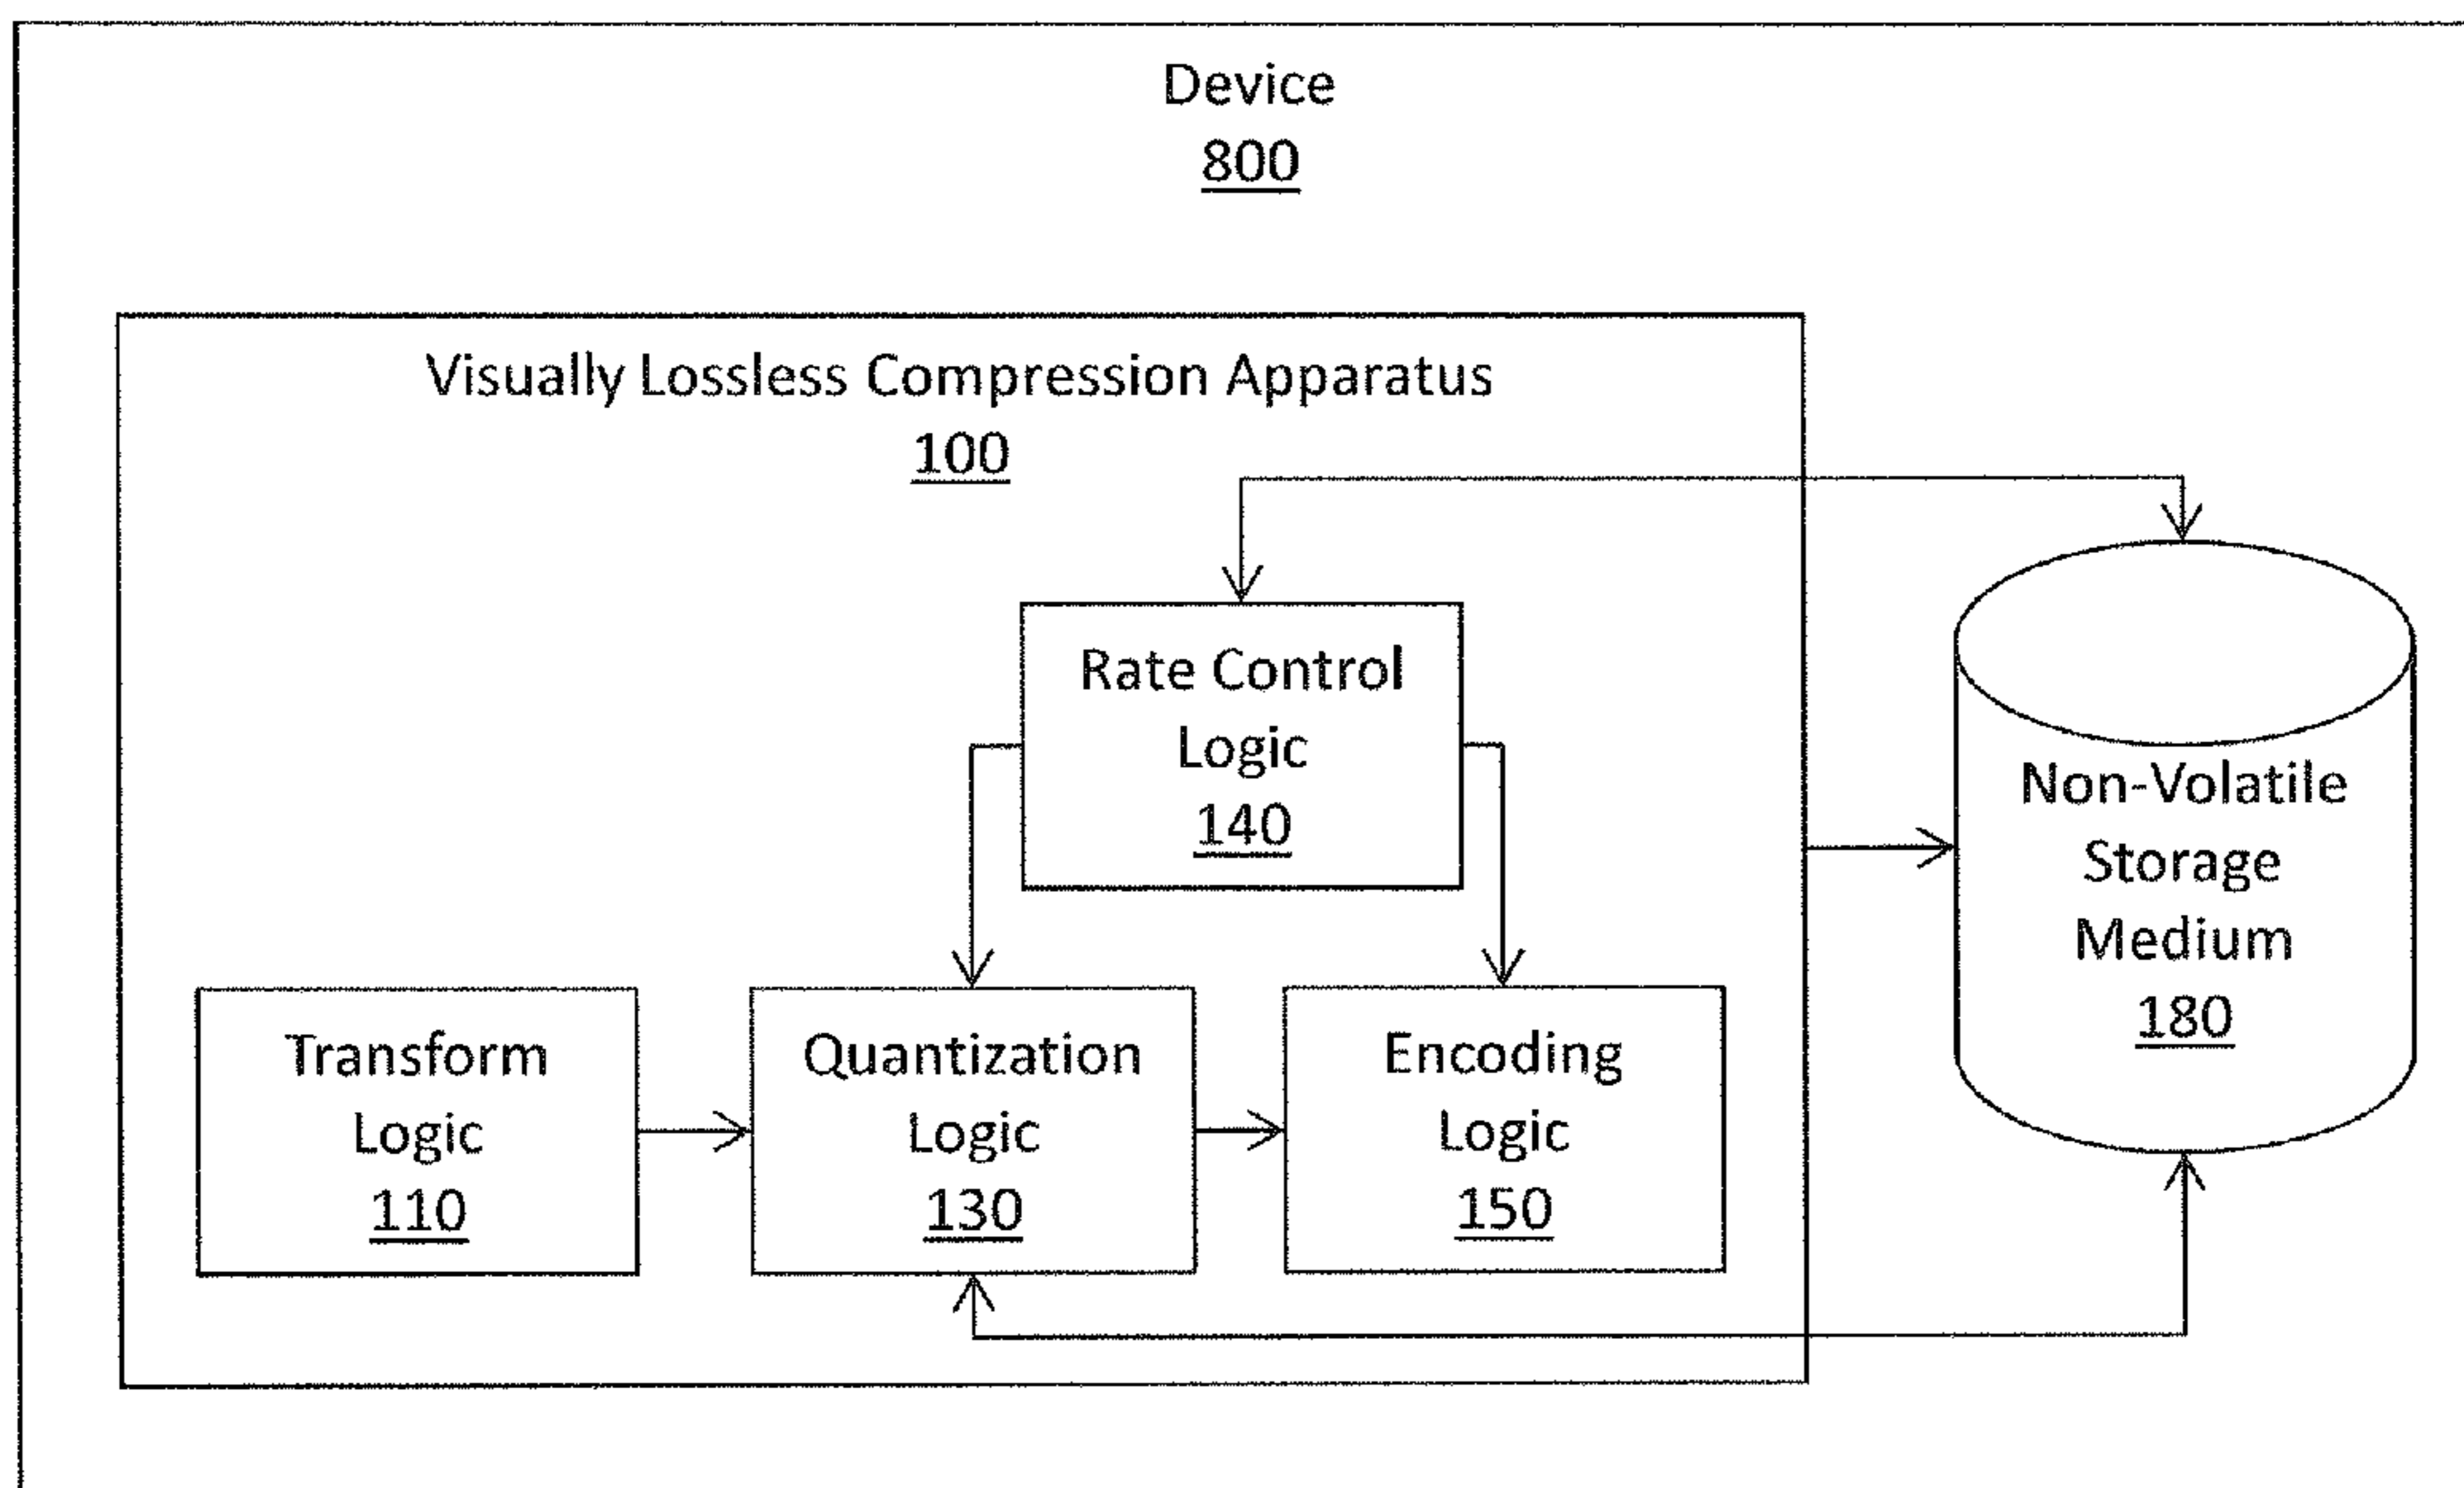 Device
800
Visually Lossless Compression Apparatus
100
Rate Control
Logic
140
Non-Volatile
Storage
Medium
180
Transform
Logic
110
Quantization
Logic
130
Encoding
Logic
150